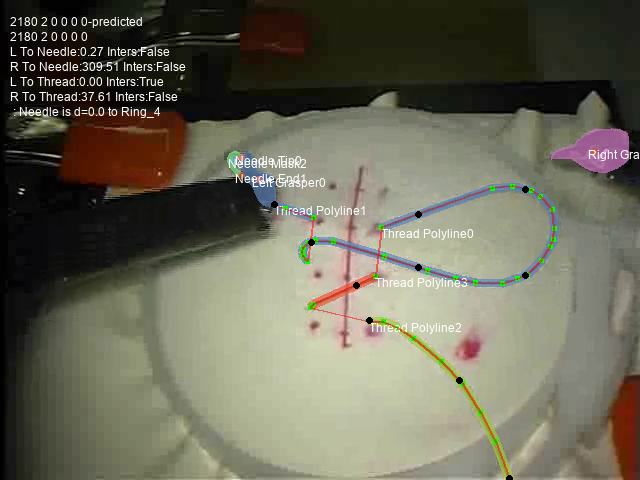 2180 2 0 0 0 0-predicted
2180 2 0 0 0 0
L To Needle:0.27 Inters:False
R To Needle:309.51 Inters:False
L To Thread:0.00 Inters:True
R To Thread:37.61 Inters:False
: Needle is d=0.0 to Ring_4
Needle Tip0
Needle Mask2
Needle End1
Left Grasper0
Right Gra
Thread Polyline1
Thread Polyline0
Thread Polyline3
Thread Polyline2